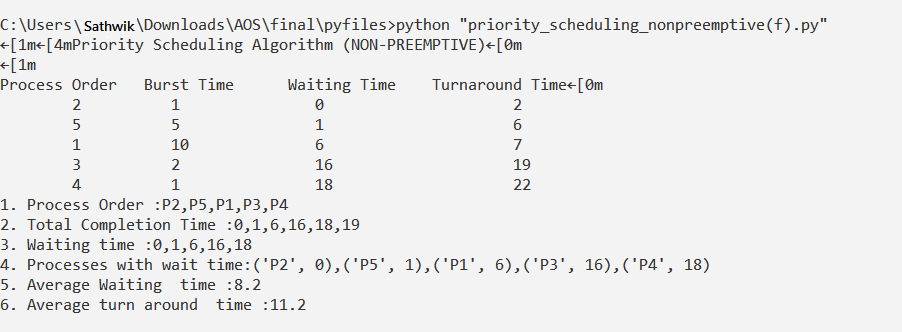 C:\Users\Sathwik\Downloads\AOS\final\pyfiles>python "priority_scheduling_nonpreemptive(f).py"
←[1m←[4mPriority Scheduling Algorithm (NON-PREEMPTIVE)←[0m
←[1m
Process Order   Burst Time      Waiting Time    Turnaround Time←[0m
2 1 0 2
5 5 1 6
1 10 6 7
3 2 16 19
4 1 18 22
1. Process Order :P2,P5,P1,P3,P4
2. Total Completion Time :0,1,6,16,18,19
3. Waiting time :0,1,6,16,18
4. Processes with wait time:('P2', 0),('P5', 1),('P1', 6),('P3', 16),('P4', 18)
5. Average Waiting  time :8.2
6. Average turn around  time :11.2